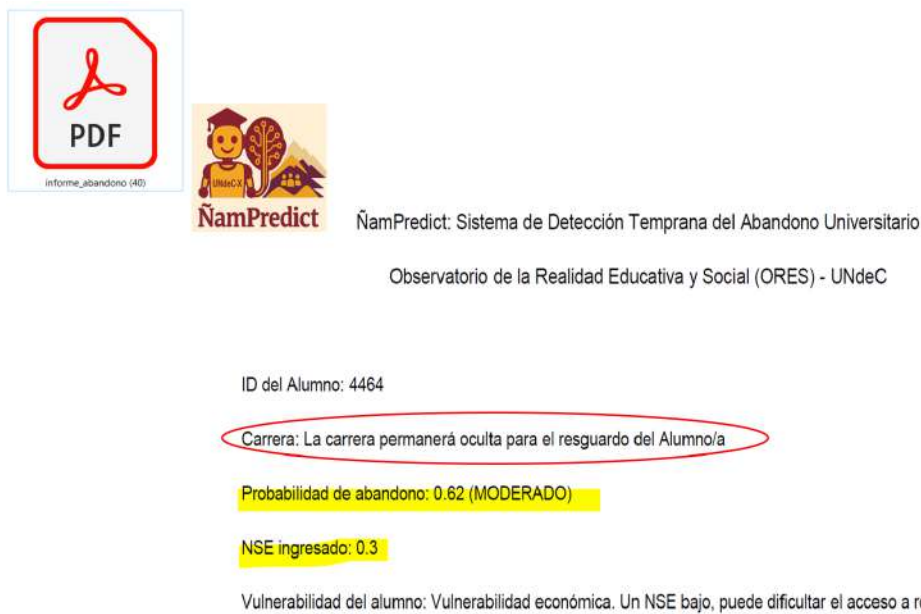 PDF
informe_abandono (40)
UNdeC-X
ÑamPredict
ÑamPredict: Sistema de Detección Temprana del Abandono Universitario
Observatorio de la Realidad Educativa y Social (ORES) - UNdeC
ID del Alumno: 4464
Carrera: La carrera permanerá oculta para el resguardo del Alumno/a
Probabilidad de abandono: 0.62 (MODERADO)
NSE ingresado: 0.3
Vulnerabilidad del alumno: Vulnerabilidad económica. Un NSE bajo, puede dificultar el acceso a